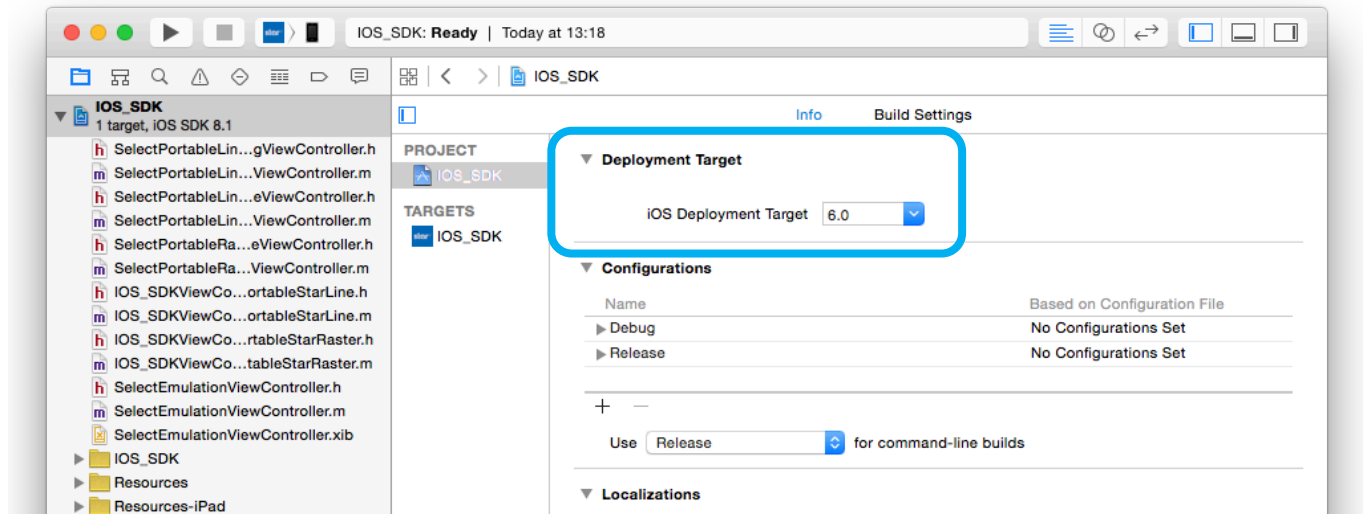 IOS_SDK: Ready | Today at 13:18
IOS_SDK
IOS_SDK
1 target, iOS SDK 8.1
Info Build Settings
SelectPortableLin...gViewController.h
SelectPortableLin...ViewController.m
SelectPortableLin...eViewController.h
SelectPortableLin...ViewController.m
SelectPortableRa...eViewController.h
SelectPortableRa...ViewController.m
IOS_SDKViewCo...ortableStarLine.h
IOS_SDKViewCo...ortableStarLine.m
IOS_SDKViewCo...rtableStarRaster.h
IOS_SDKViewCo...tableStarRaster.m
SelectEmulationViewController.h
SelectEmulationViewController.m
SelectEmulationViewController.xib
IOS_SDK
Resources
Resources-iPad
PROJECT
IOS_SDK
TARGETS
star IOS_SDK
Deployment Target
iOS Deployment Target 6.0
Configurations
Name Based on Configuration File
Debug No Configurations Set
Release No Configurations Set
+ −
Use Release for command-line builds
Localizations